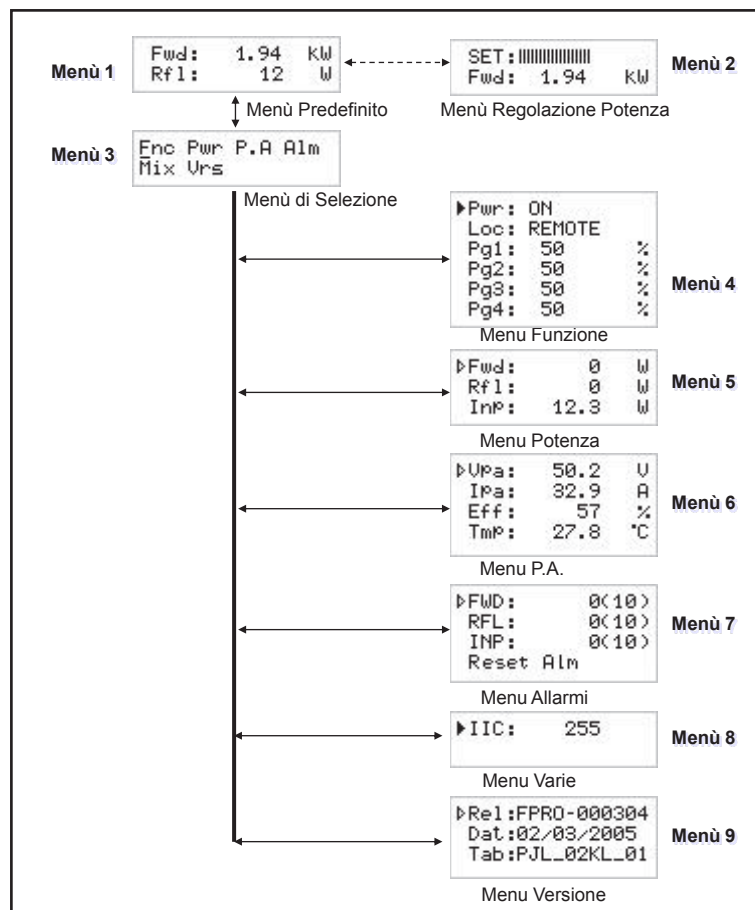 Menù 1
Fwd: 1.94 KW
Rfl: 12 W
SET:
Fwd: 1.94 KW
Menù 2
Menù Predefinito
Menù Regolazione Potenza
Menù 3
Fnc Pwr P.A Alm
Mix Vrs
Menù di Selezione
Pwr: ON
Loc: REMOTE
Pg1: 50 %
Pg2: 50 %
Pg3: 50 %
Pg4: 50 %
Menù 4
Menu Funzione
Fwd: 0 W
Rfl: 0 W
Inp: 12.3 W
Menù 5
Menu Potenza
Vpa: 50.2 V
Ipa: 32.9 A
Eff: 57 %
Tmp: 27.8 °C
Menù 6
Menu P.A.
FWD: 0(10)
RFL: 0(10)
INP: 0(10)
Reset Alm
Menù 7
Menu Allarmi
IIC: 255
Menù 8
Menu Varie
Rel:FPRO-000304
Dat:02/03/2005
Tab:PJL_02KL_01
Menù 9
Menu Versione